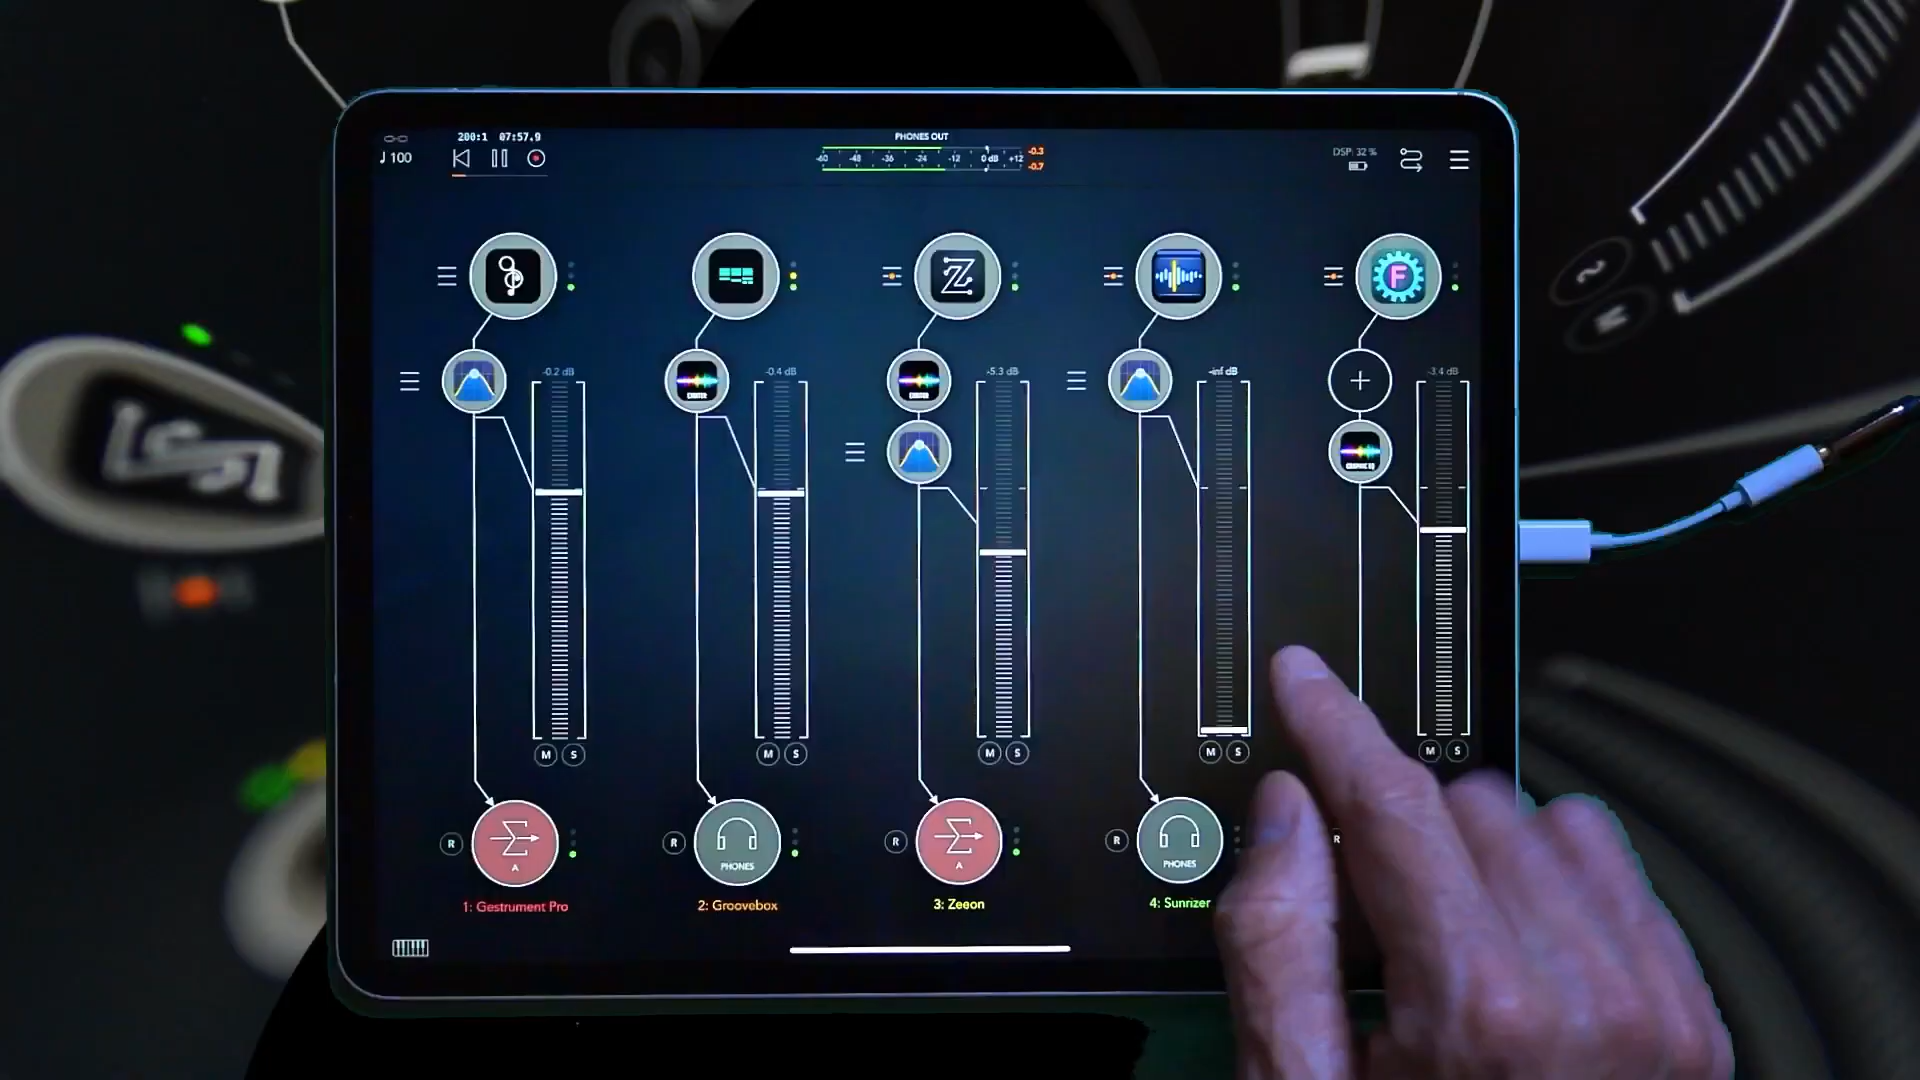 200:1 07:57.9
PHONES OUT
♩ 100
-60 -48 -36 -24 -12 0 dB +12
-0.3
-0.7
DSP: 32 %
Z
F
-0.2 dB
-0.4 dB
-5.3 dB
-inf dB
-3.4 dB
GRAPHIC EQ
M S
M S
M S
M S
M S
R
A
R
PHONES
R
A
R
PHONES
R
1: Gestrument Pro
2: Groovebox
3: Zeeon
4: Sunrizer